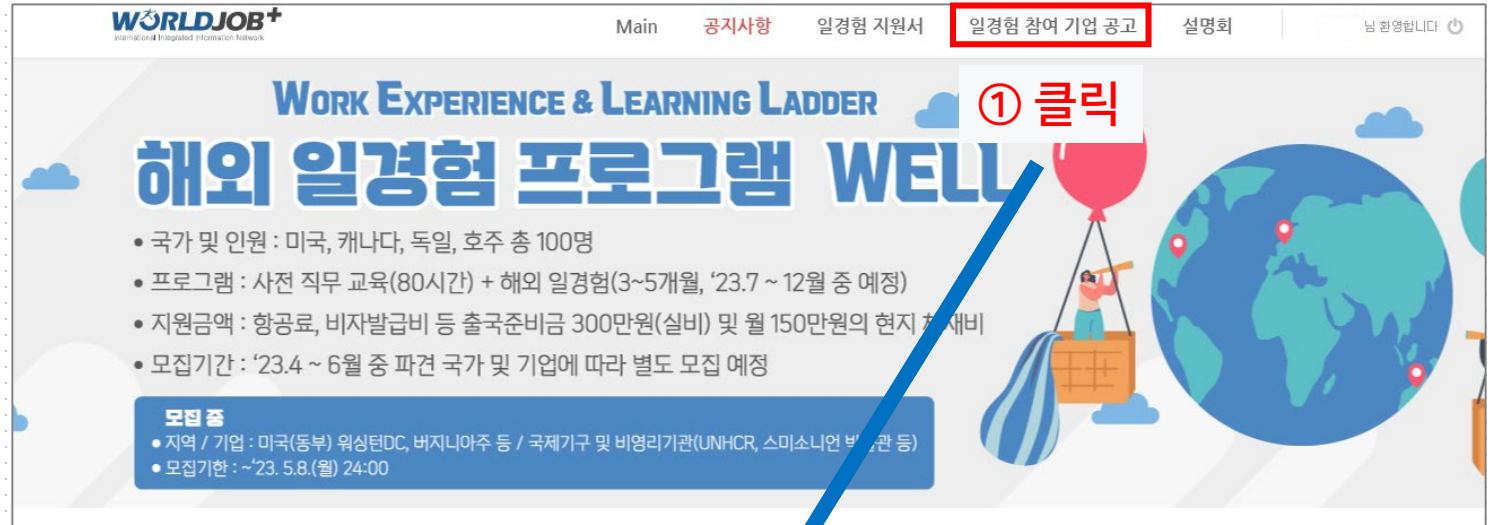 WORLDJOB+
International Integrated Information Network
Main 공지사항 일경험 지원서 일경험 참여 기업 공고 설명회 님 환영합니다
① 클릭
WORK EXPERIENCE & LEARNING LADDER
해외 일경험 프로그램 WELL
• 국가 및 인원 : 미국, 캐나다, 독일, 호주 총 100명
• 프로그램 : 사전 직무 교육(80시간) + 해외 일경험(3~5개월, ‘23.7 ~ 12월 중 예정)
• 지원금액 : 항공료, 비자발급비 등 출국준비금 300만원(실비) 및 월 150만원의 현지 체재비
• 모집기간 : ‘23.4 ~ 6월 중 파견 국가 및 기업에 따라 별도 모집 예정
모집 중
• 지역 / 기업 : 미국(동부) 워싱턴DC, 버지니아주 등 / 국제기구 및 비영리기관(UNHCR, 스미소니언 박물관 등)
• 모집기한 : ~‘23. 5.8.(월) 24:00